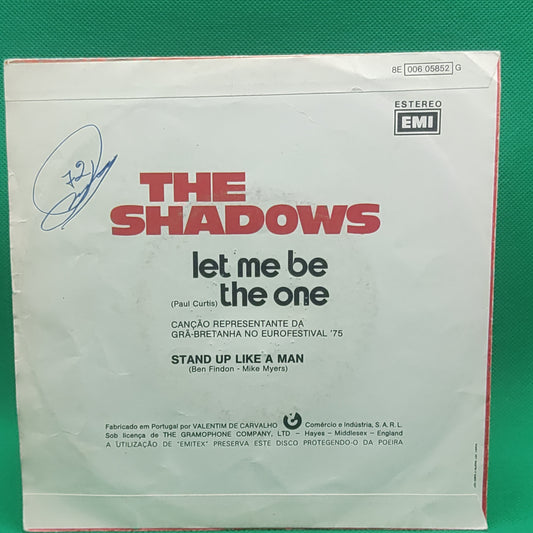 8E 006 05852 G
ESTEREO
EMI
72
THE
SHADOWS
let me be
(Paul Curtis) the one
CANÇÃO REPRESENTANTE DA
GRÃ-BRETANHA NO EUROFESTIVAL '75
STAND UP LIKE A MAN
(Ben Findon - Mike Myers)
Fabricado em Portugal por VALENTIM DE CARVALHO Comércio e Indústria, S.A.R.L.
Sob licença de THE GRAMOPHONE COMPANY, LTD - Hayes - Middlesex - England
A UTILIZAÇÃO DE "EMITEX" PRESERVA ESTE DISCO PROTEGENDO-O DA POEIRA